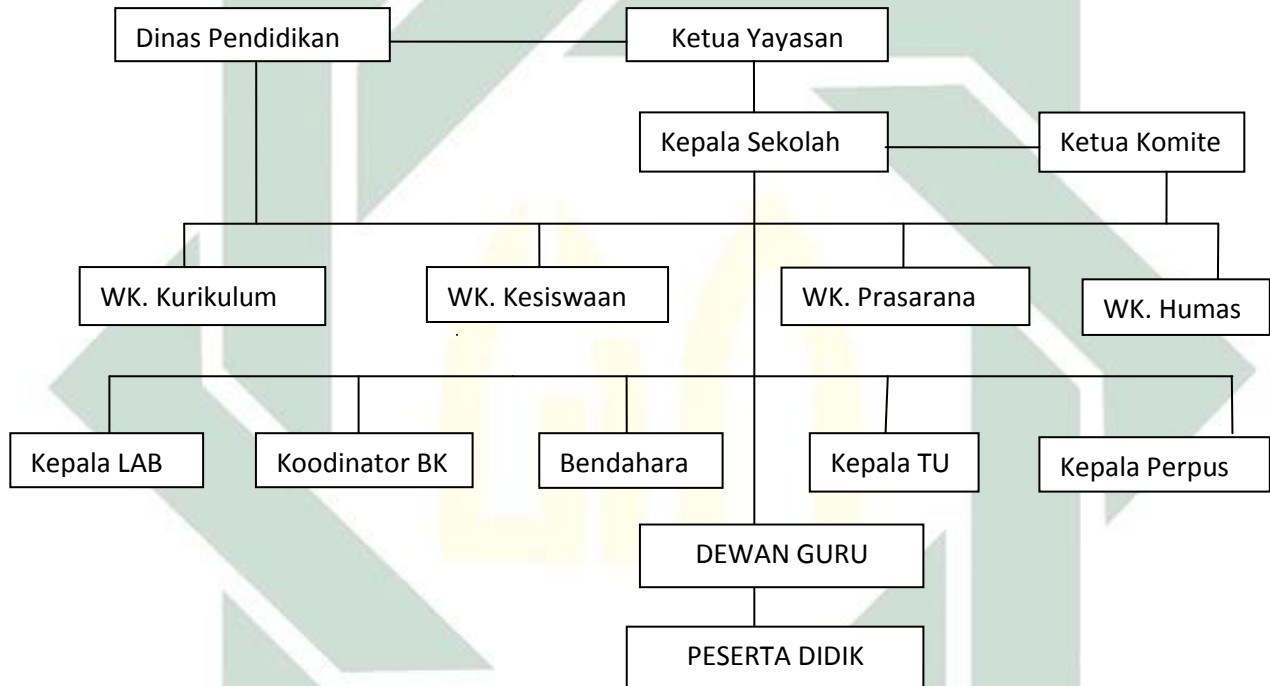 Dinas Pendidikan
Ketua Yayasan
Kepala Sekolah
Ketua Komite
WK. Kurikulum
WK. Kesiswaan
WK. Prasarana
WK. Humas
Kepala LAB
Koodinator BK
Bendahara
Kepala TU
Kepala Perpus
DEWAN GURU
PESERTA DIDIK